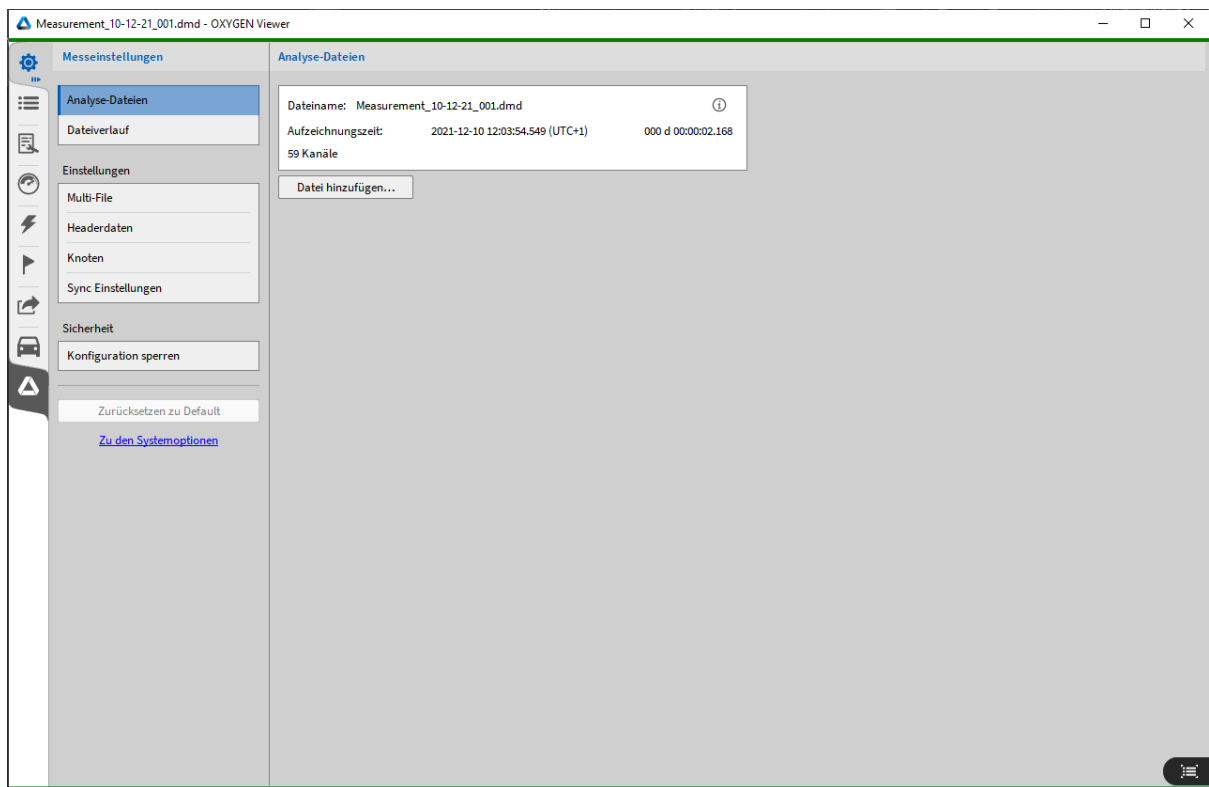 Measurement_10-12-21_001.dmd - OXYGEN Viewer
Messeinstellungen
Analyse-Dateien
Dateiverlauf
Einstellungen
Multi-File
Headerdaten
Knoten
Sync Einstellungen
Sicherheit
Konfiguration sperren
Zurücksetzen zu Default
Zu den Systemoptionen
Analyse-Dateien
Dateiname: Measurement_10-12-21_001.dmd
Aufzeichnungszeit: 2021-12-10 12:03:54.549 (UTC+1) 000 d 00:00:02.168
59 Kanäle
Datei hinzufügen...